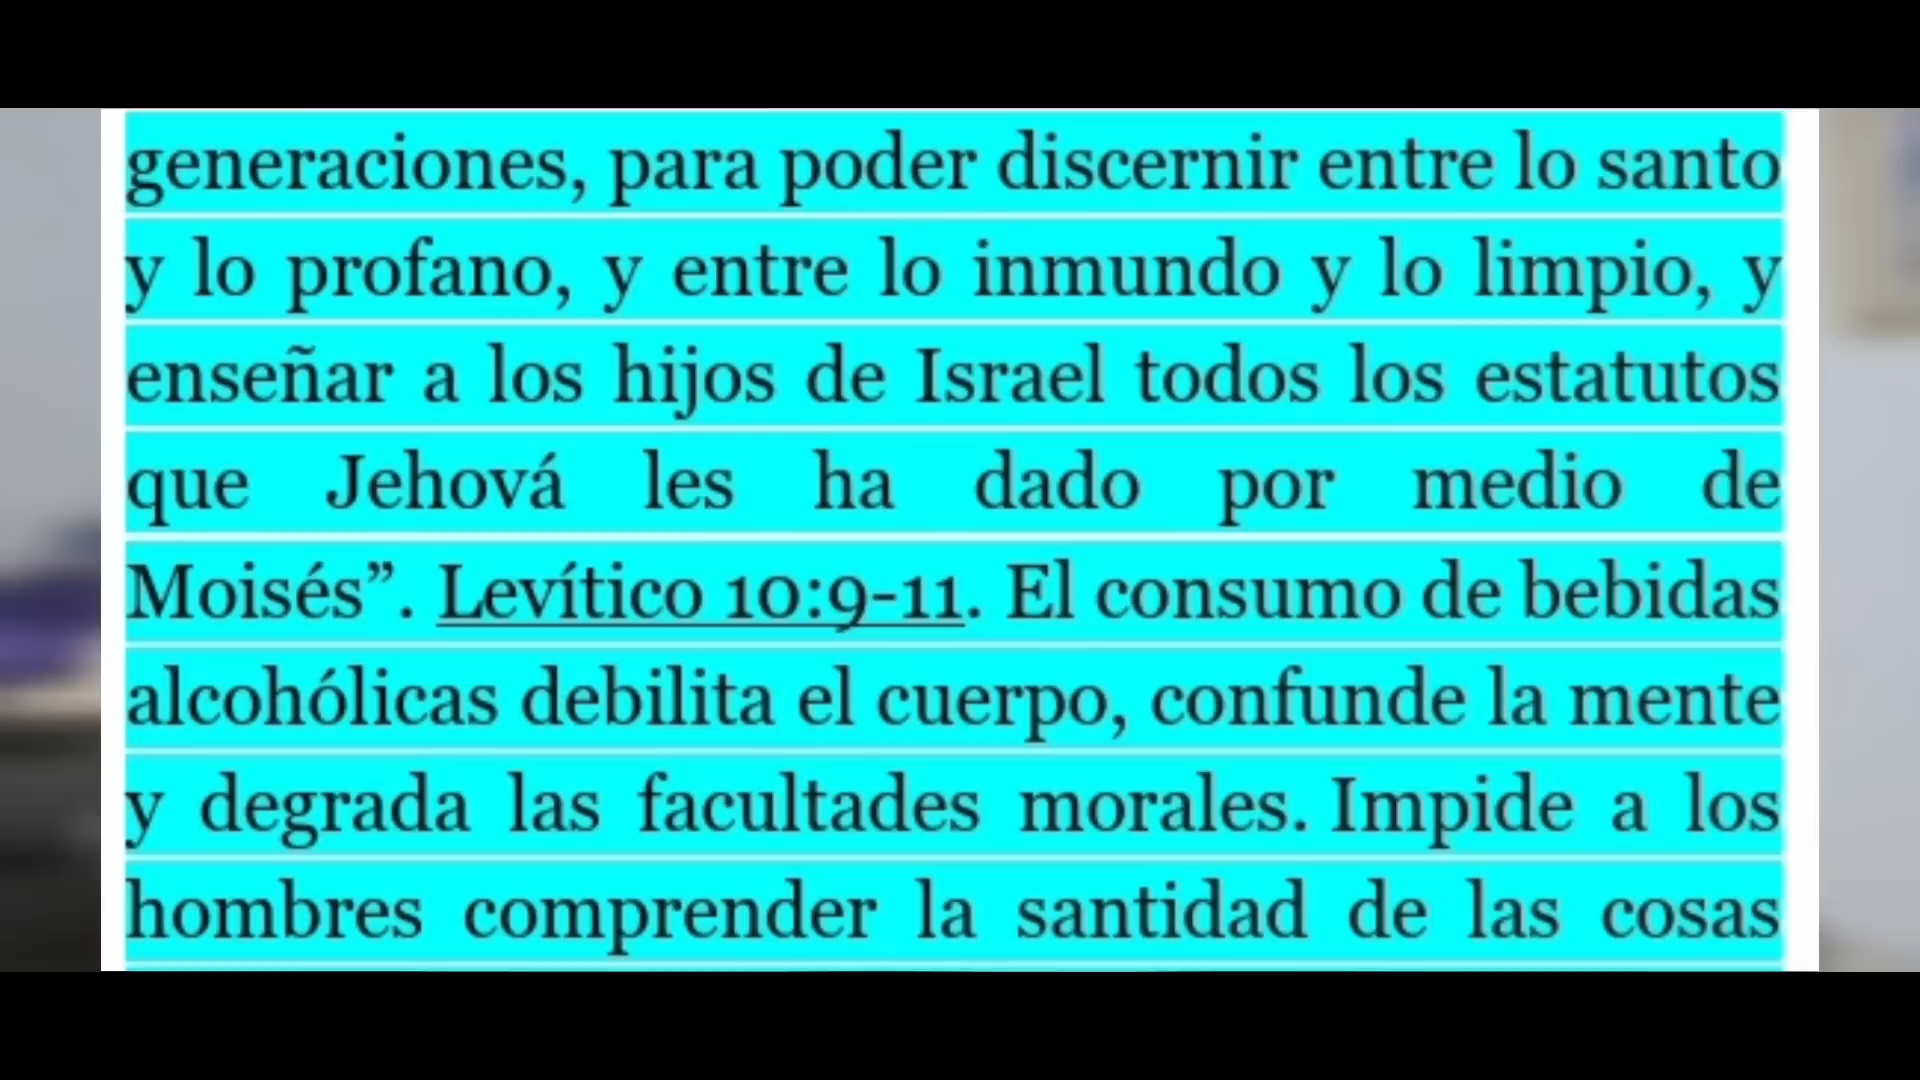 generaciones, para poder discernir entre lo santo
y lo profano, y entre lo inmundo y lo limpio, y
enseñar a los hijos de Israel todos los estatutos
que Jehová les ha dado por medio de
Moisés”. Levítico 10:9-11. El consumo de bebidas
alcohólicas debilita el cuerpo, confunde la mente
y degrada las facultades morales. Impide a los
hombres comprender la santidad de las cosas